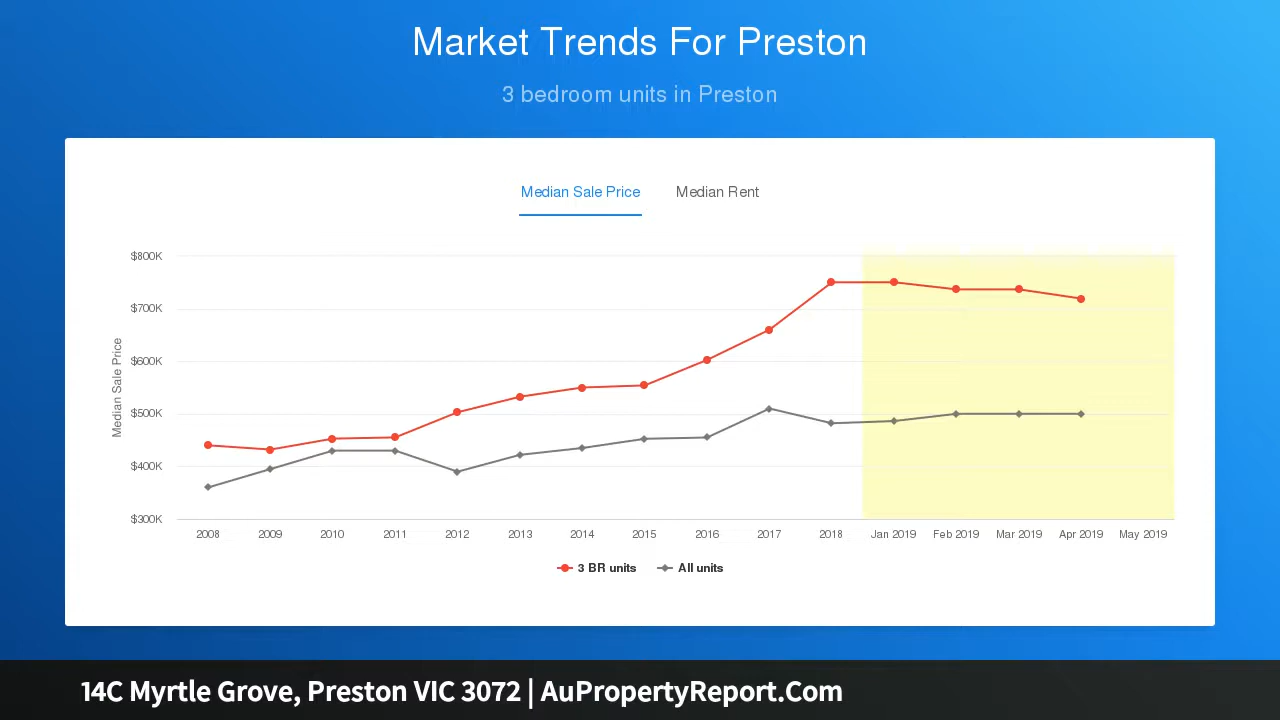 Market Trends For Preston
3 bedroom units in Preston
Median Sale Price Median Rent
$800K
$700K
$600K
$500K
$400K
$300K
Median Sale Price
2008 2009 2010 2011 2012 2013 2014 2015 2016 2017 2018 Jan 2019 Feb 2019 Mar 2019 Apr 2019 May 2019
3 BR units All units
14C Myrtle Grove, Preston VIC 3072 | AuPropertyReport.Com